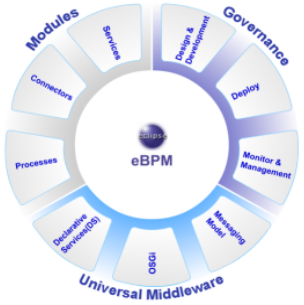 Modules
Services
Connectors
Processes
Governance
Design &
Development
Deploy
Monitor &
Management
Universal Middleware
Declarative
Services(DS)
OSGi
Messaging
Model
eclipse
eBPM